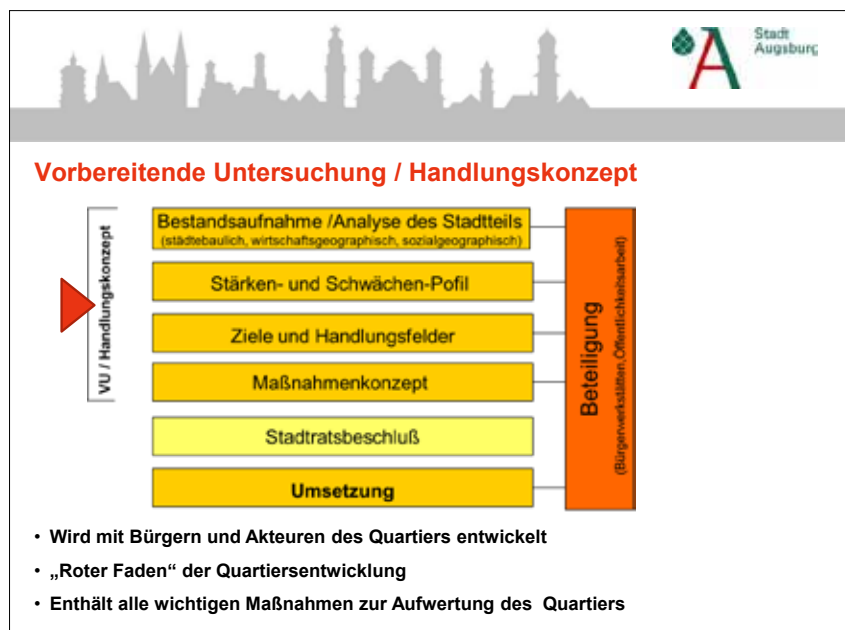 Stadt
Augsburg
Vorbereitende Untersuchung / Handlungskonzept
VU / Handlungskonzept
Bestandsaufnahme /Analyse des Stadtteils
(städtebaulich, wirtschaftsgeographisch, sozialgeographisch)
Stärken- und Schwächen-Pofil
Ziele und Handlungsfelder
Maßnahmenkonzept
Stadtratsbeschluß
Umsetzung
Beteiligung
(Bürgerwerkstätten,Öffentlichkeitsarbeit)
• Wird mit Bürgern und Akteuren des Quartiers entwickelt
• „Roter Faden“ der Quartiersentwicklung
• Enthält alle wichtigen Maßnahmen zur Aufwertung des Quartiers